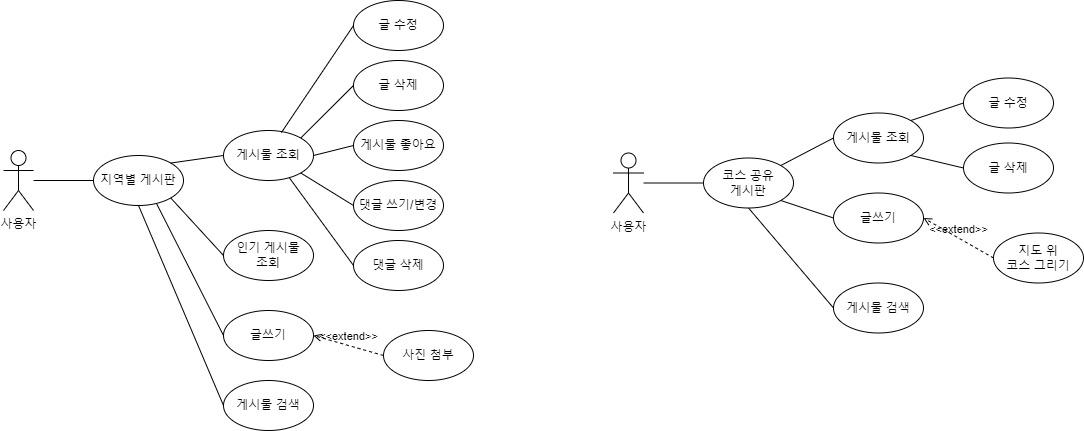 글 수정
글 삭제
게시물 조회
게시물 좋아요
댓글 쓰기/변경
댓글 삭제
지역별 게시판
사용자
인기 게시물
조회
글쓰기
<<extend>>
사진 첨부
게시물 검색
글 수정
게시물 조회
글 삭제
코스 공유
게시판
사용자
글쓰기
<<extend>>
지도 위
코스 그리기
게시물 검색